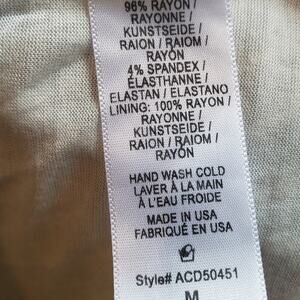 96% RAYON /
RAYONNE /
KUNSTSEIDE /
RAION / RAIOM /
RAYÓN
4% SPANDEX /
ÉLASTHANNE /
ELASTAN / ELASTANO
LINING: 100% RAYON /
RAYONNE /
KUNSTSEIDE /
RAION / RAIOM /
RAYÓN
HAND WASH COLD
LAVER À LA MAIN
À L'EAU FROIDE
MADE IN USA
FABRIQUÉ EN USA
Style# ACD50451
M